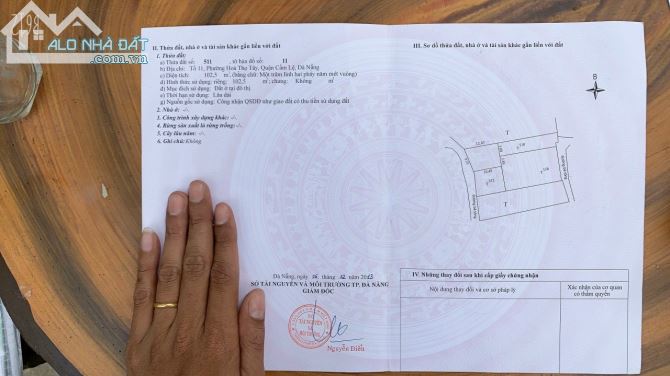 ALO NHÀ ĐẤT
.com.vn
II. Thửa đất, nhà ở và tài sản khác gắn liền với đất
1. Thửa đất:
a) Thửa đất số: 511 , tờ bản đồ số: 11
b) Địa chỉ: Tổ 11, Phường Hoà Thọ Tây, Quận Cẩm Lệ, Đà Nẵng
c) Diện tích: 102,5 m², (bằng chữ: Một trăm linh hai phẩy năm mét vuông)
d) Hình thức sử dụng: riêng: 102,5 m²; chung: Không m²
đ) Mục đích sử dụng: Đất ở tại đô thị
e) Thời hạn sử dụng: Lâu dài
g) Nguồn gốc sử dụng: Công nhận QSDĐ như giao đất có thu tiền sử dụng đất
2. Nhà ở: -/-
3. Công trình xây dựng khác: -/-
4. Rừng sản xuất là rừng trồng: -/-
5. Cây lâu năm: -/-
6. Ghi chú: Không
Đà Nẵng, ngày 16 tháng 12 năm 2013
SỞ TÀI NGUYÊN VÀ MÔI TRƯỜNG TP. ĐÀ NẴNG
GIÁM ĐỐC
SỞ
TÀI NGUYÊN
VÀ
MÔI TRƯỜNG
Nguyễn Điểu
III. Sơ đồ thửa đất, nhà ở và tài sản khác gắn liền với đất
B
T
T
IV. Những thay đổi sau khi cấp giấy chứng nhận
Nội dung thay đổi và cơ sở pháp lý
Xác nhận của cơ quan
có thẩm quyền